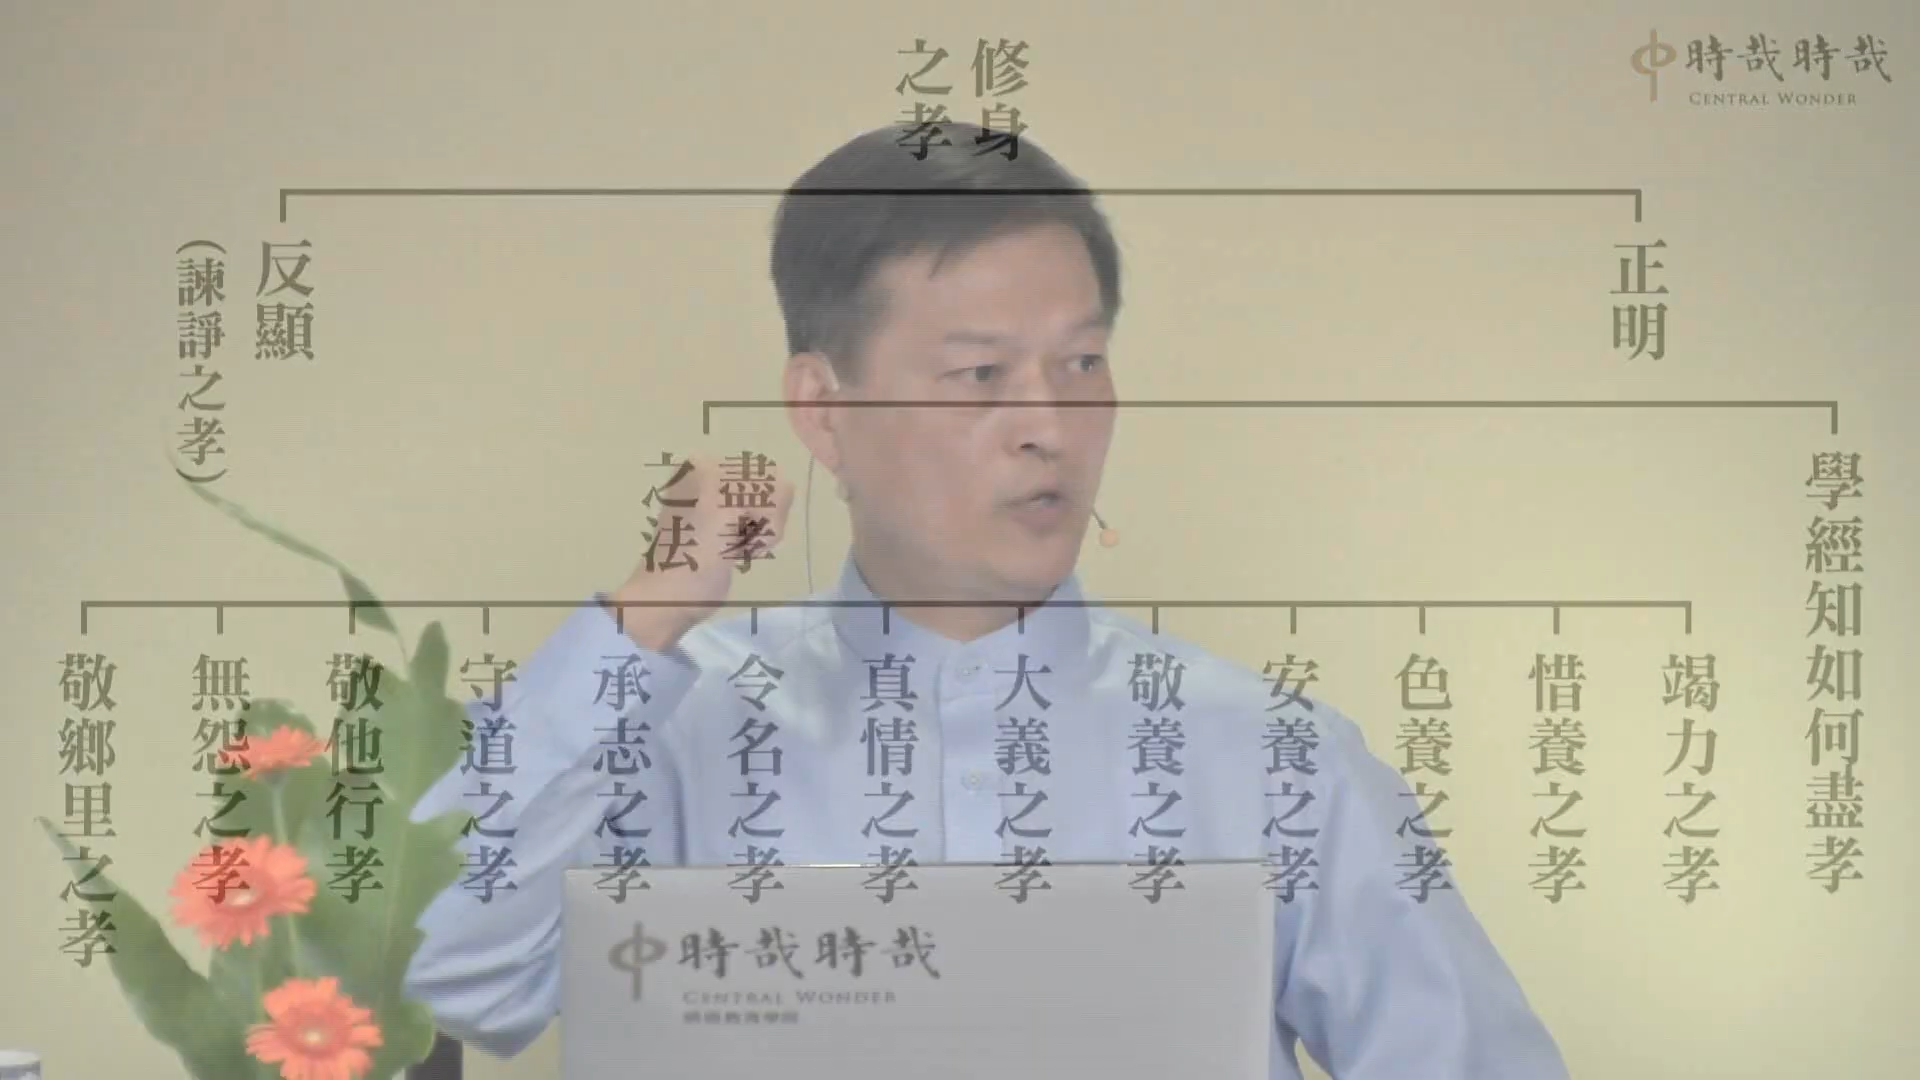 修身
之孝
正明
反顯
(諫諍之孝)
學經知如何盡孝
盡孝
之法
竭力之孝
惜養之孝
色養之孝
安養之孝
敬養之孝
大義之孝
真情之孝
令名之孝
承志之孝
守道之孝
敬他行孝
無怨之孝
敬鄉里之孝
時哉時哉
CENTRAL WONDER
時哉時哉
CENTRAL WONDER